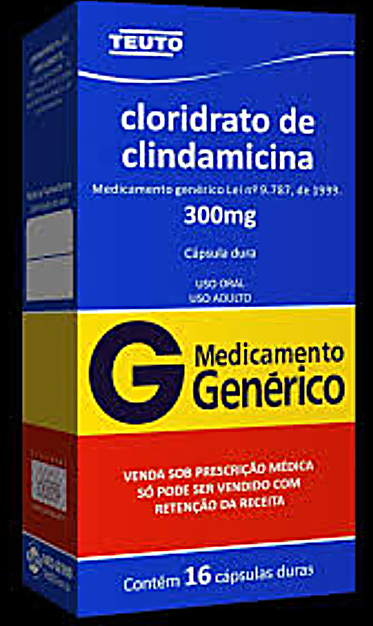 TEUTO
cloridrato de
clindamicina
Medicamento genérico Lei nº 9.787, de 1999.
300mg
Cápsula dura
USO ORAL
USO ADULTO
G Medicamento
Genérico
VENDA SOB PRESCRIÇÃO MÉDICA
SÓ PODE SER VENDIDO COM
RETENÇÃO DA RECEITA
Contém 16 cápsulas duras